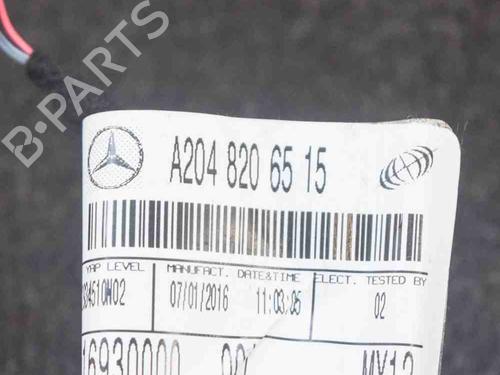 B-PARTS
A204 820 65 15
YAP LEVEL
MANUFACT. DATE&TIME
ELECT. TESTED BY
07/01/2016
11:03:05
02